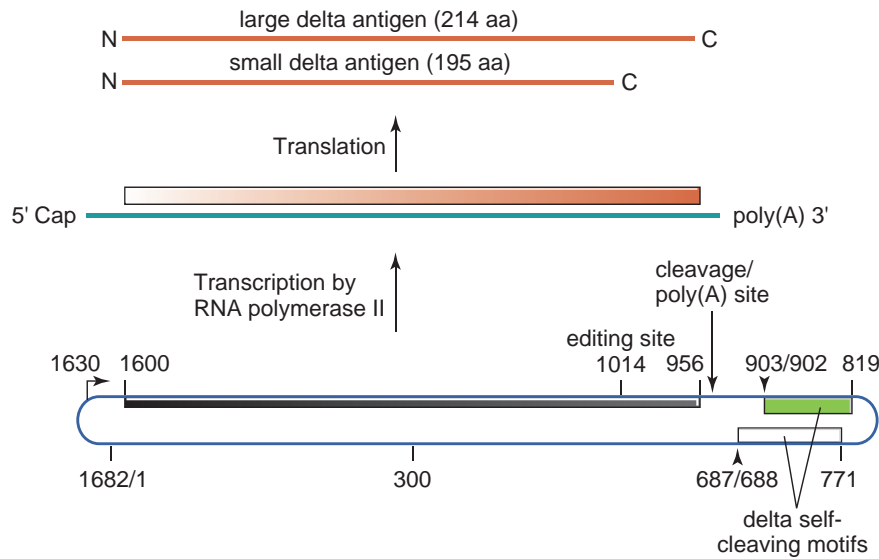 large delta antigen (214 aa)
N C
small delta antigen (195 aa)
N C
Translation
5' Cap poly(A) 3'
Transcription by
RNA polymerase II
cleavage/
poly(A) site
editing site
1630 1600 1014 956 903/902 819
1682/1 300 687/688 771
delta self-
cleaving motifs